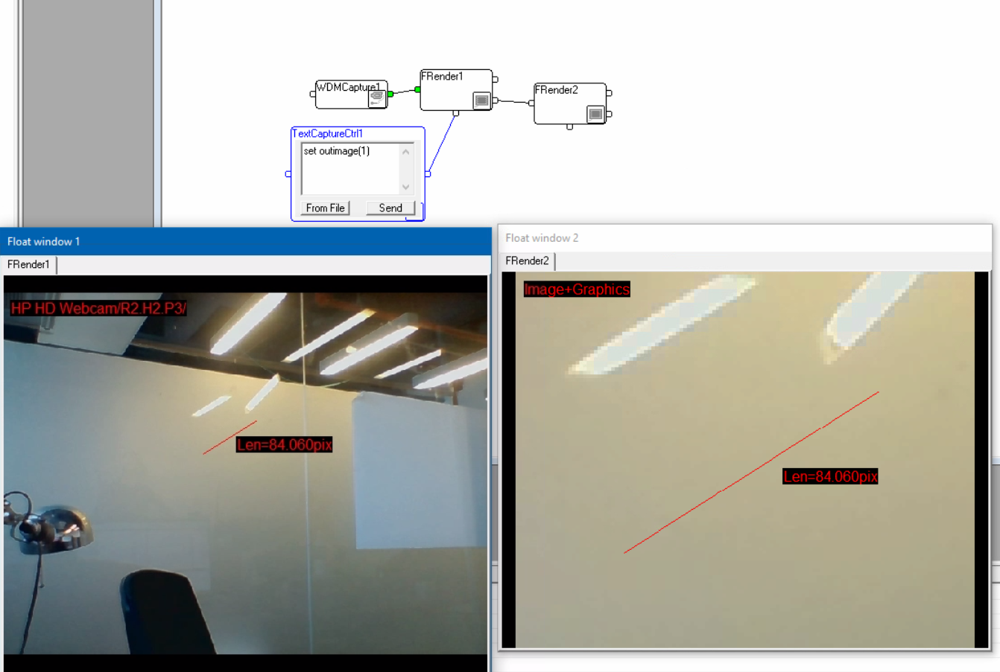 FRender1
WDMCapture1
FRender2
TextCaptureCtrl1
set outimage(1)
From File
Send
Float window 1
Float window 2
FRender1
FRender2
HP HD Webcam/R2.H2.P3/
Image+Graphics
Len=84.060pix
Len=84.060pix